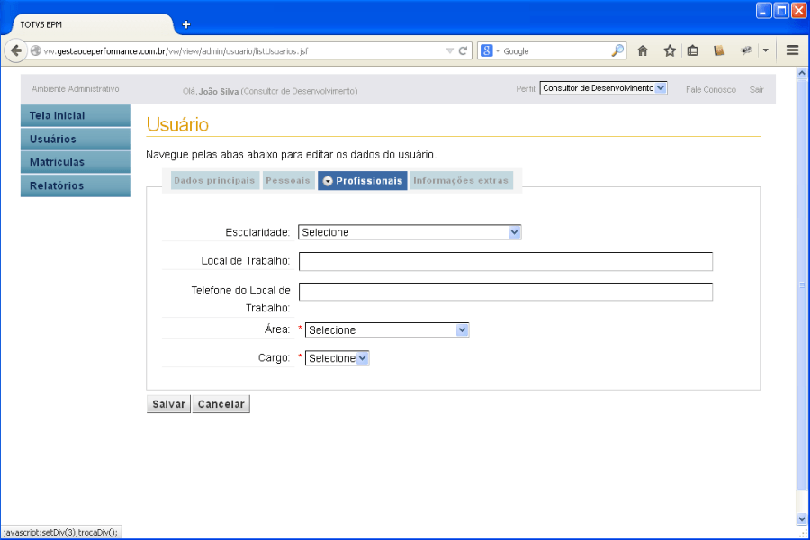 TOTVS EPM
vw.gestaoceperformance.com.br/vw/view/admin/usuario/listUsuarios.jsf
Google
Ambiente Administrativo
Olá, João Silva (Consultor de Desenvolvimento)
Perfil: Consultor de Desenvolvimento
Fale Conosco
Sair
Tela Inicial
Usuários
Matrículas
Relatórios
Usuário
Navegue pelas abas abaixo para editar os dados do usuário
Dados principais Pessoais Profissionais Informações extras
Escolaridade: Selecione
Local de Trabalho:
Telefone do Local de
Trabalho:
Área: * Selecione
Cargo: * Selecione
Salvar Cancelar
javascript:setDiv(3);trocaDiv();